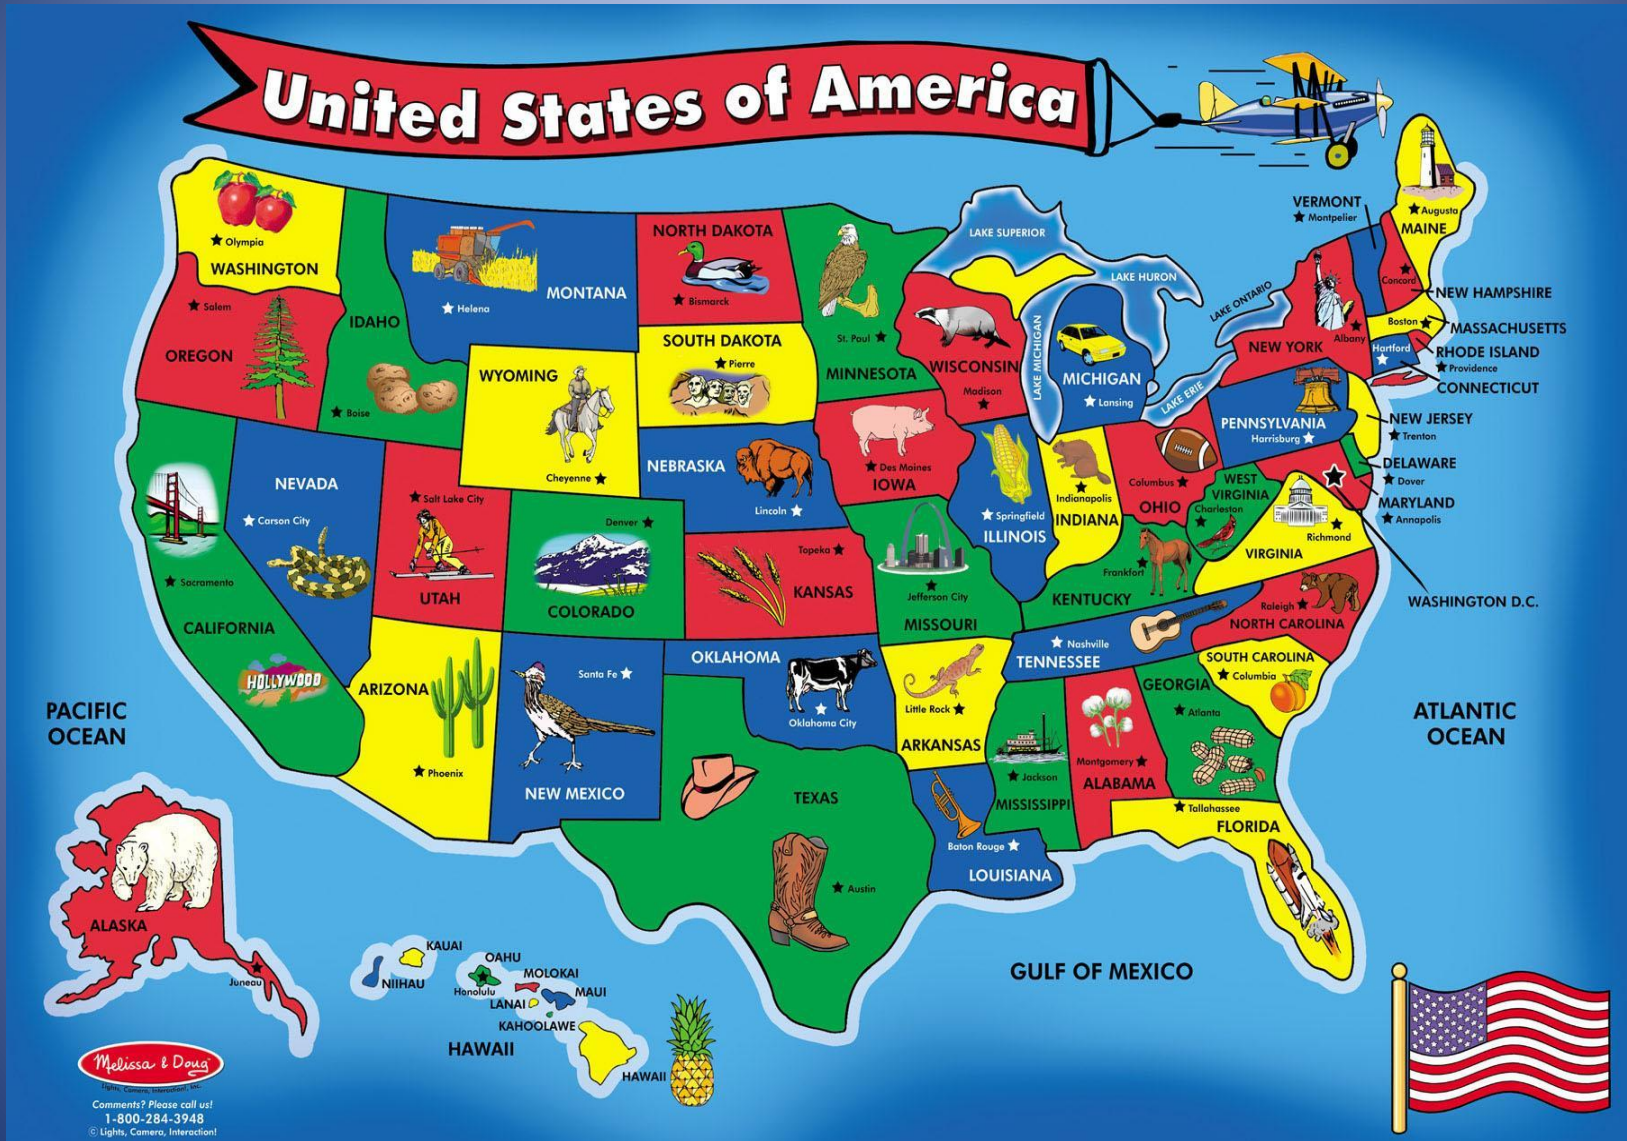 United States of America
Olympia
WASHINGTON
Salem
OREGON
IDAHO
Boise
MONTANA
Helena
NORTH DAKOTA
Bismarck
SOUTH DAKOTA
Pierre
WYOMING
Cheyenne
St. Paul
MINNESOTA
LAKE SUPERIOR
LAKE HURON
LAKE MICHIGAN
LAKE ERIE
LAKE ONTARIO
WISCONSIN
Madison
MICHIGAN
Lansing
VERMONT
Montpelier
Augusta
MAINE
Concord
NEW HAMPSHIRE
Boston
MASSACHUSETTS
Albany
NEW YORK
Hartford
RHODE ISLAND
Providence
CONNECTICUT
PENNSYLVANIA
Harrisburg
NEW JERSEY
Trenton
DELAWARE
Dover
MARYLAND
Annapolis
WASHINGTON D.C.
NEVADA
Carson City
Salt Lake City
UTAH
Sacramento
CALIFORNIA
HOLLYWOOD
Denver
COLORADO
NEBRASKA
Lincoln
Topeka
KANSAS
Des Moines
IOWA
Jefferson City
MISSOURI
Springfield
ILLINOIS
Indianapolis
INDIANA
Columbus
OHIO
WEST
VIRGINIA
Charleston
Richmond
VIRGINIA
Frankfort
KENTUCKY
Raleigh
NORTH CAROLINA
Nashville
TENNESSEE
SOUTH CAROLINA
Columbia
GEORGIA
Atlanta
ARIZONA
Phoenix
Santa Fe
NEW MEXICO
OKLAHOMA
Oklahoma City
TEXAS
Austin
Little Rock
ARKANSAS
Baton Rouge
LOUISIANA
Jackson
MISSISSIPPI
Montgomery
ALABAMA
Tallahassee
FLORIDA
PACIFIC
OCEAN
ATLANTIC
OCEAN
GULF OF MEXICO
ALASKA
Juneau
KAUAI
NIIHAU
OAHU
Honolulu
MOLOKAI
LANAI
MAUI
KAHOOLAWE
HAWAII
HAWAII
Melissa & Doug
Lights, Camera, Interaction!, Inc.
Comments? Please call us!
1-800-284-3948
© Lights, Camera, Interaction!